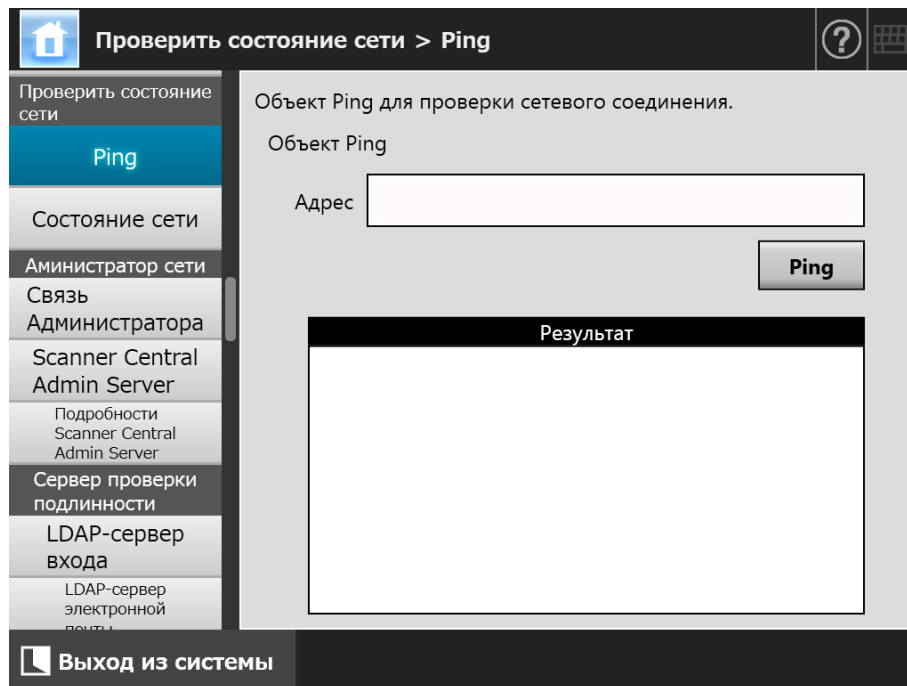 Проверить состояние сети > Ping
?
Проверить состояние
сети
Ping
Состояние сети
Аминистратор сети
Связь
Администратора
Scanner Central
Admin Server
Подробности
Scanner Central
Admin Server
Сервер проверки
подлинности
LDAP-сервер
входа
LDAP-сервер
электронной
почты
Объект Ping для проверки сетевого соединения.
Объект Ping
Адрес
Ping
Результат
Выход из системы